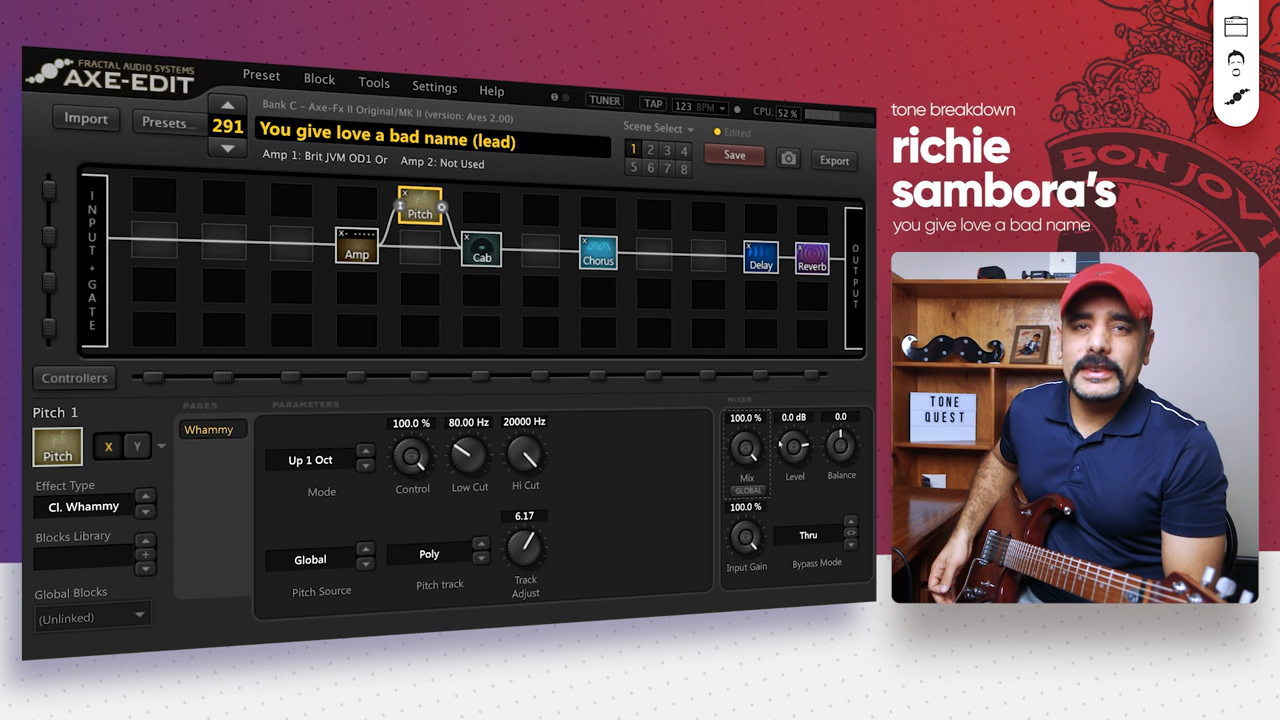 FRACTAL AUDIO SYSTEMS
AXE-EDIT
Preset Block Tools Settings Help
TUNER TAP 123 BPM CPU: 52 %
Import Presets... 291
Bank C - Axe-Fx II Original/MK II (version: Ares 2.00)
You give love a bad name (lead)
Amp 1: Brit JVM OD1 Or Amp 2: Not Used
Scene Select Edited
1 2 3 4
5 6 7 8
Save Export
INPUT + GATE
X Pitch
X Amp
X Cab
X Chorus
Delay
Reverb
OUTPUT
Controllers
Pitch 1
Pitch
X Y
Effect Type
Cl. Whammy
Blocks Library
Global Blocks
(Unlinked)
PAGES
Whammy
PARAMETERS
Up 1 Oct
Mode
100.0 % 80.00 Hz 20000 Hz
Control Low Cut Hi Cut
Global
Pitch Source
Poly
Pitch track
6.17
Track
Adjust
MIXER
100.0 % 0.0 dB 0.0
Mix Level Balance
GLOBAL
100.0 %
Input Gain
Thru
Bypass Mode
tone breakdown
richie
sambora's
you give love a bad name
BON JOVI
TONE
QUEST